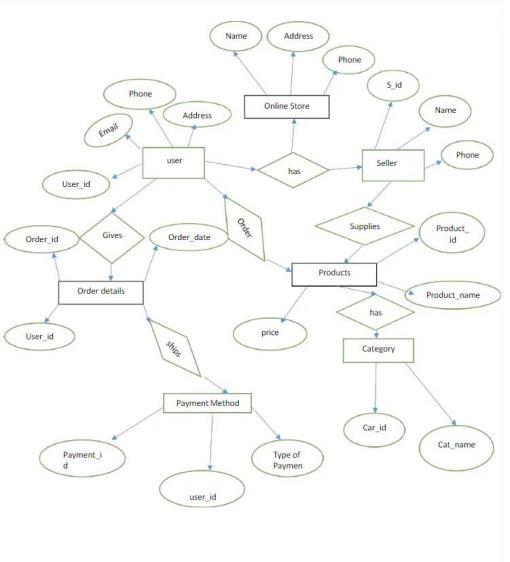 Name
Address
Phone
S_id
Phone
Online Store
Name
Address
Email
user
has
Seller
Phone
User_id
Order_id
Gives
Order_date
Order
Supplies
Product_
id
Products
Order details
Product_name
has
User_id
price
ships
Category
Payment Method
Car_id
Cat_name
Payment_i
d
Type of
Paymen
user_id